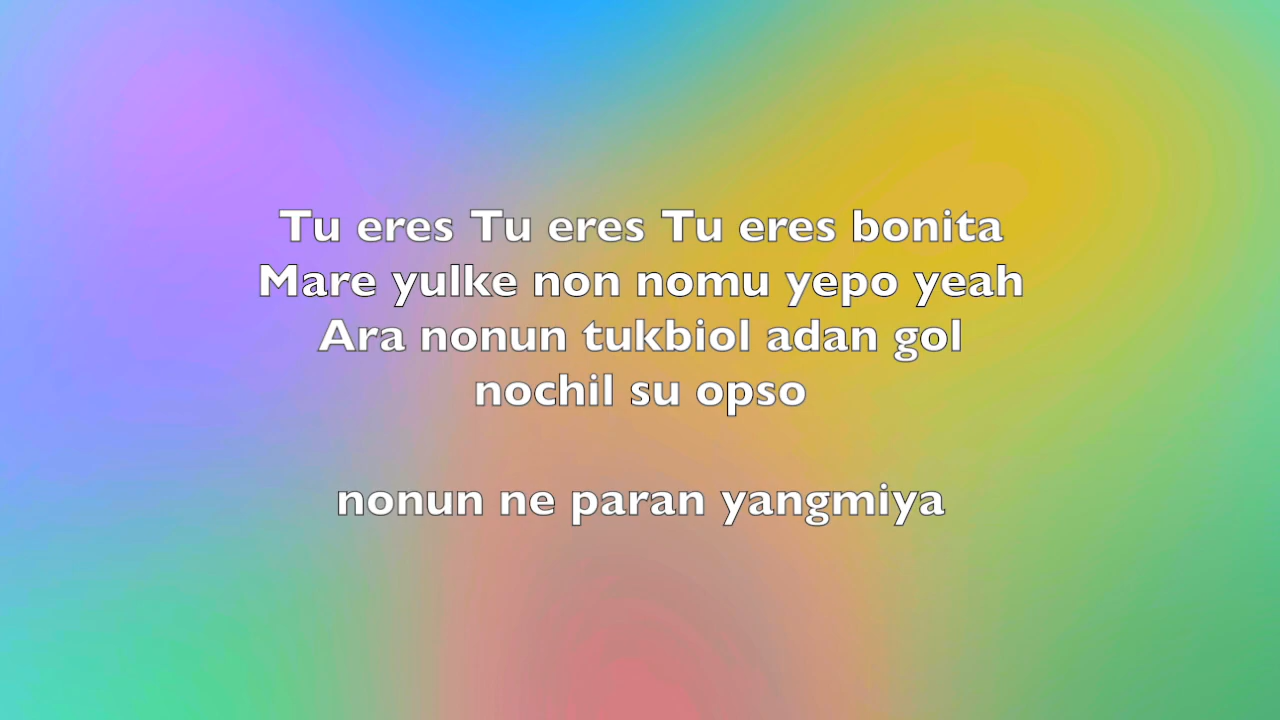 Tu eres Tu eres Tu eres bonita
Mare yulke non nomu yepo yeah
Ara nonun tukbiol adan gol
nochil su opso
nonun ne paran yangmiya